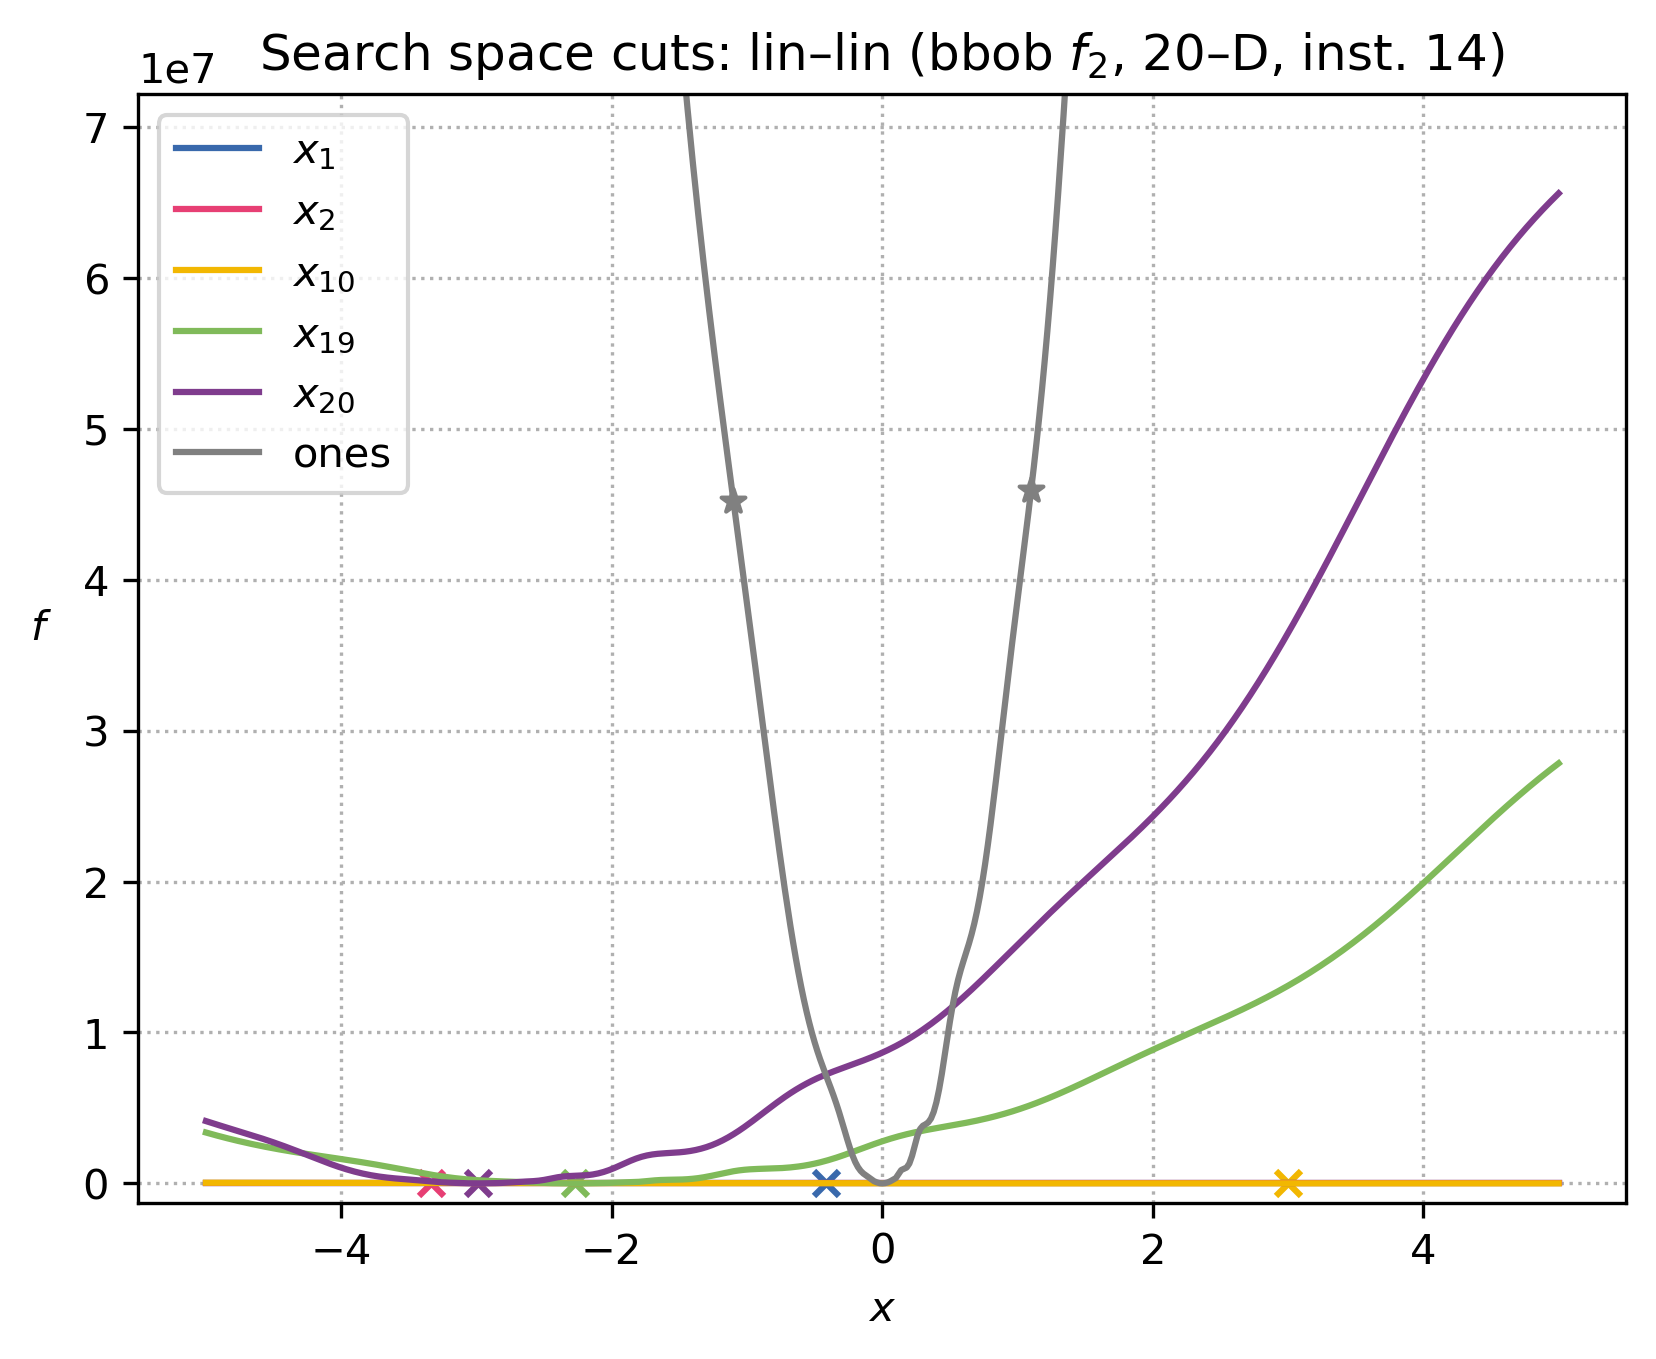 Search space cuts: lin–lin (bbob f₂, 20–D, inst. 14)
1e7
7
6
5
4
3
2
1
0
f
x₁
x₂
x₁₀
x₁₉
x₂₀
ones
−4 −2 0 2 4
x